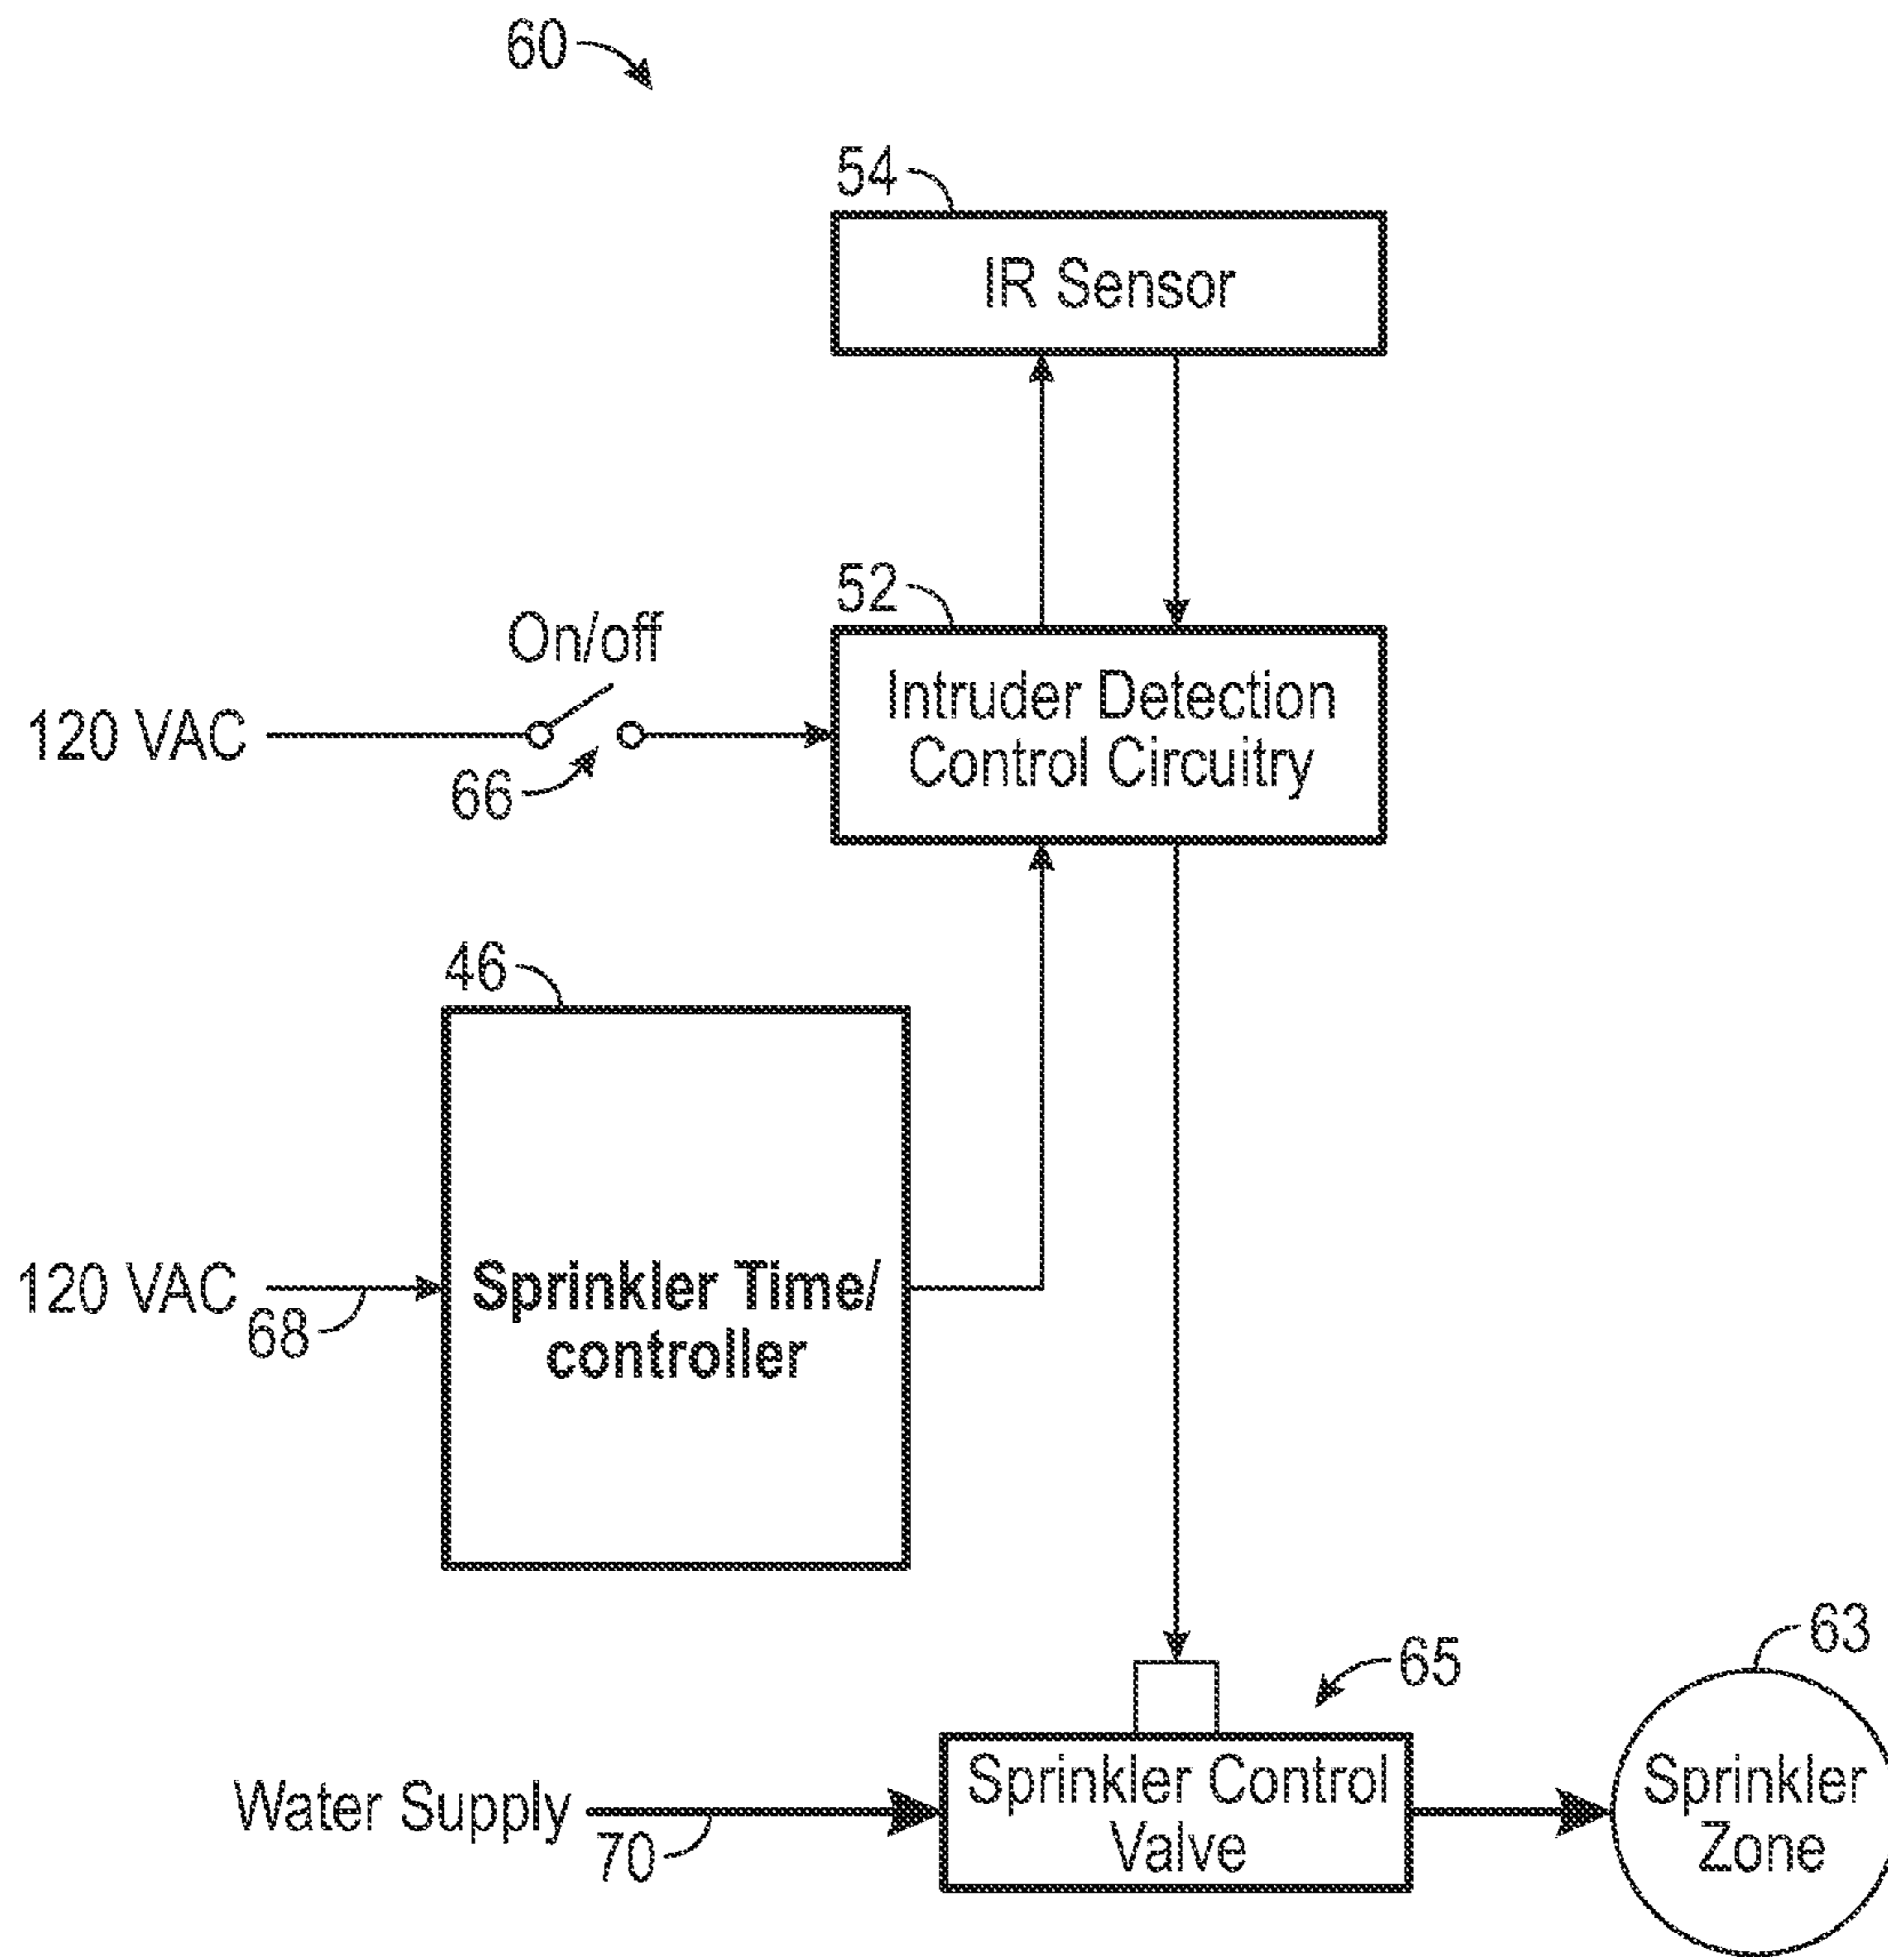 60
54
IR Sensor
52
On/off
Intruder Detection
Control Circuitry
120 VAC
66
46
120 VAC
68
Sprinkler Time/
controller
63
65
Water Supply
70
Sprinkler Control
Valve
Sprinkler
Zone